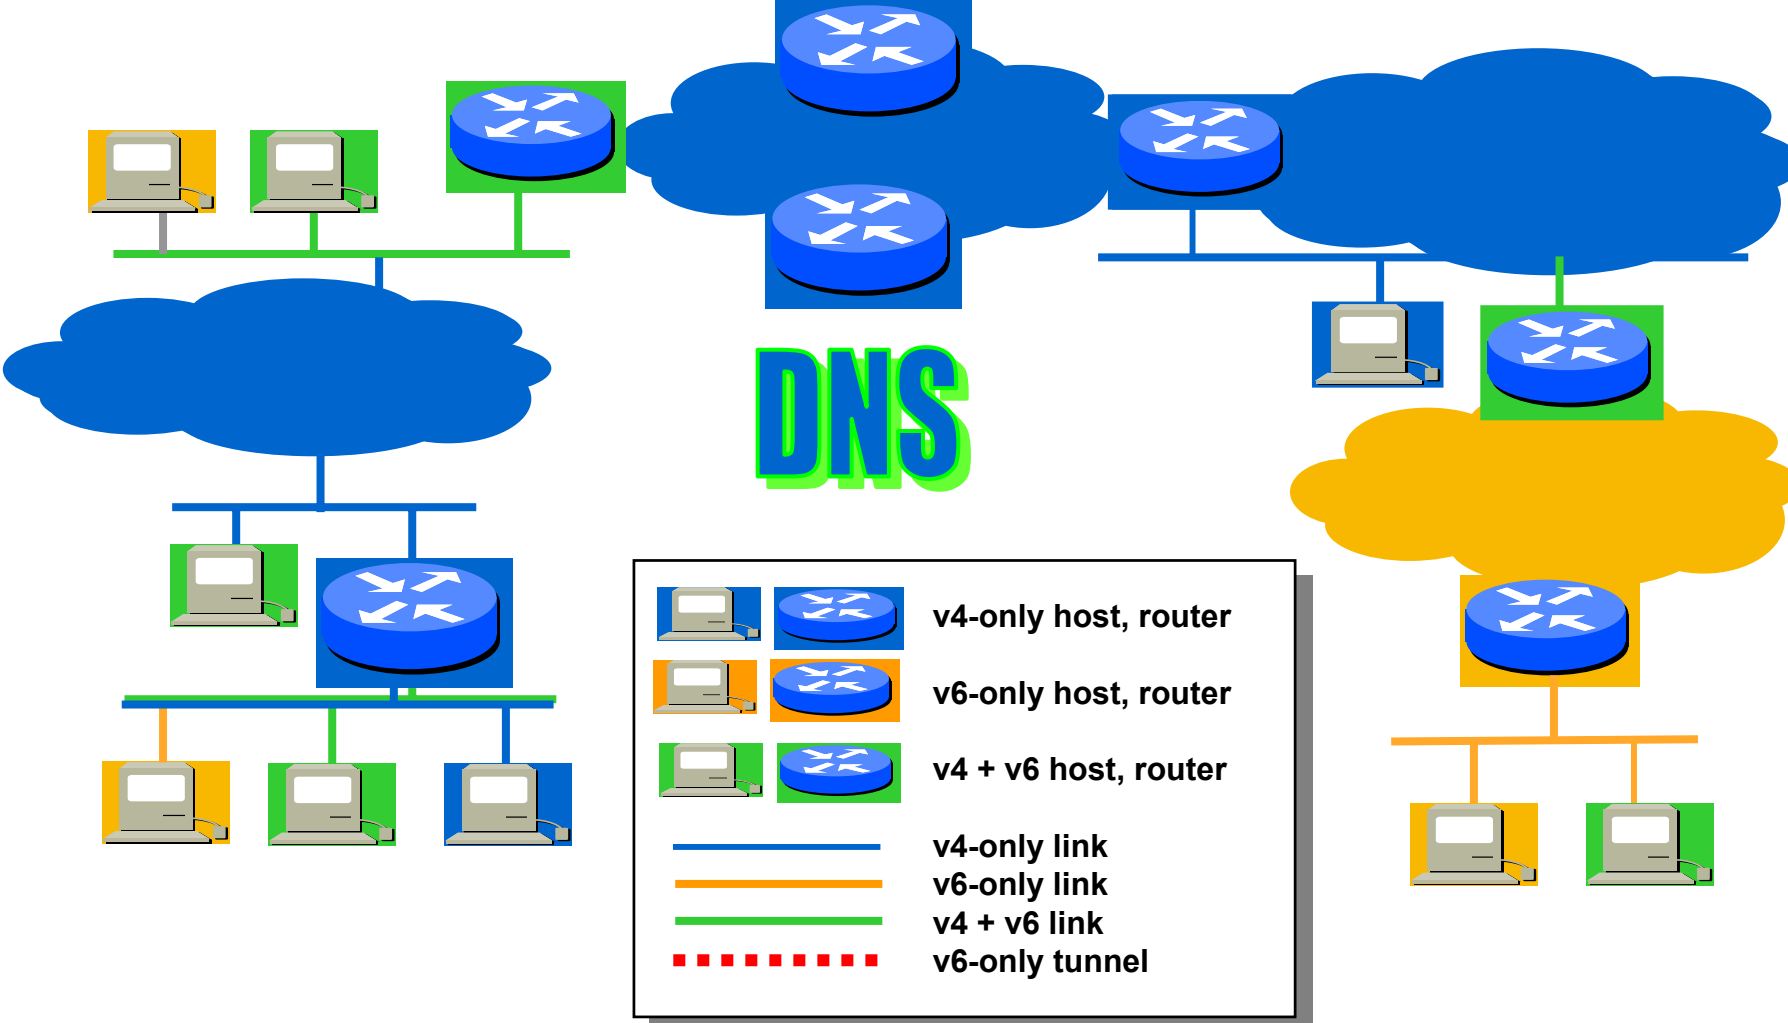 DNS
v4-only host, router
v6-only host, router
v4 + v6 host, router
v4-only link
v6-only link
v4 + v6 link
v6-only tunnel